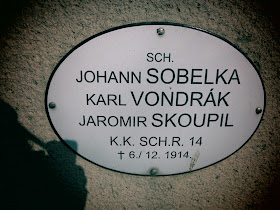 SCH.
JOHANN SOBELKA
KARL VONDRÁK
JAROMIR SKOUPIL
K.K. SCH.R. 14
† 6./ 12. 1914